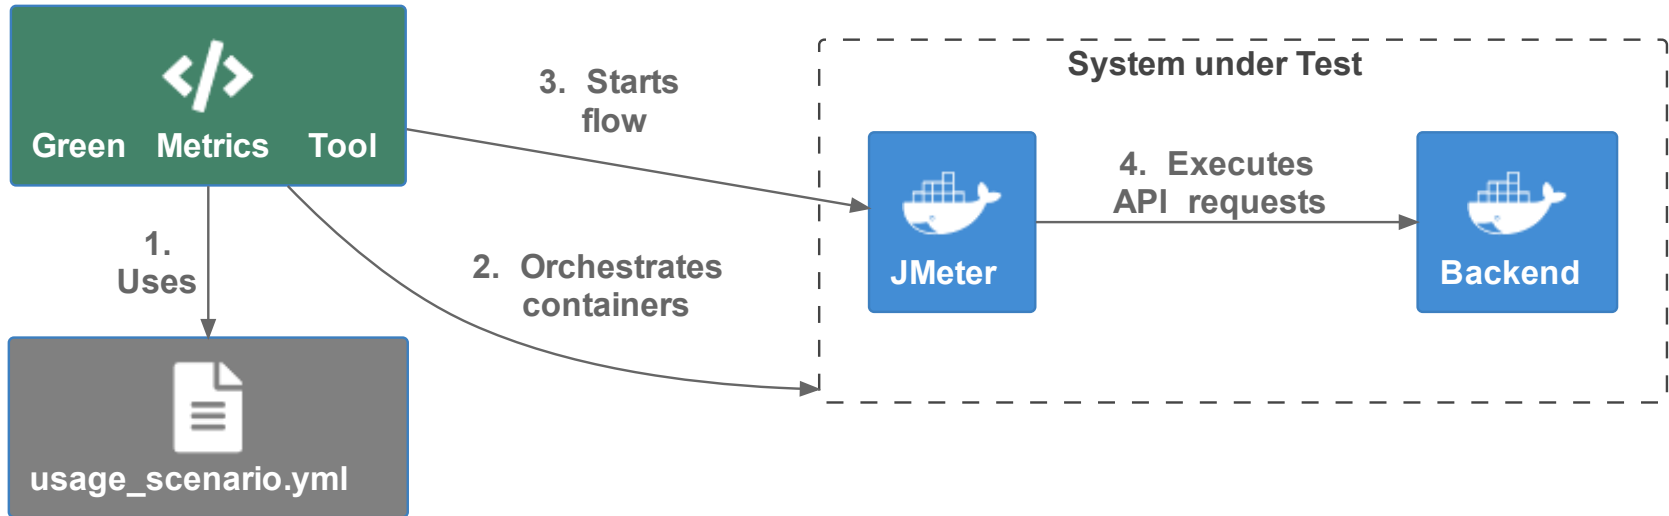 System under Test
3. Starts
flow
Green Metrics Tool
4. Executes
API requests
1.
Uses
2. Orchestrates
containers
JMeter
Backend
usage_scenario.yml